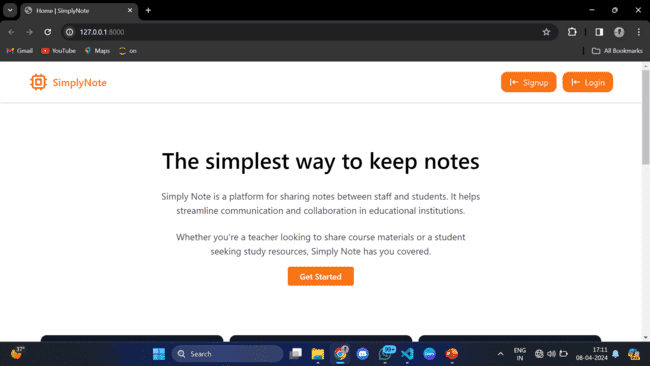 Home | SimplyNote
127.0.0.1:8000
Gmail YouTube Maps on All Bookmarks
SimplyNote Signup Login
The simplest way to keep notes
Simply Note is a platform for sharing notes between staff and students. It helps
streamline communication and collaboration in educational institutions.
Whether you're a teacher looking to share course materials or a student
seeking study resources, Simply Note has you covered.
Get Started
37°
Search
99+
ENG
IN
17:11
08-04-2024